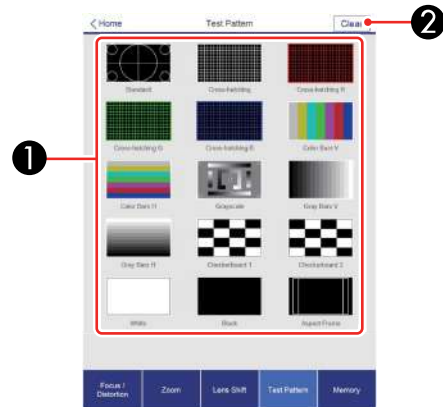 < Home
Test Pattern
Clear
2
1
Standard
Cross-hatching
Cross-hatching R
Cross-hatching G
Cross-hatching B
Color Bars V
Color Bars H
Grayscale
Gray Bars V
Gray Bars H
Checkerboard 1
Checkerboard 2
White
Black
Aspect Frame
Focus /
Distortion
Zoom
Lens Shift
Test Pattern
Memory